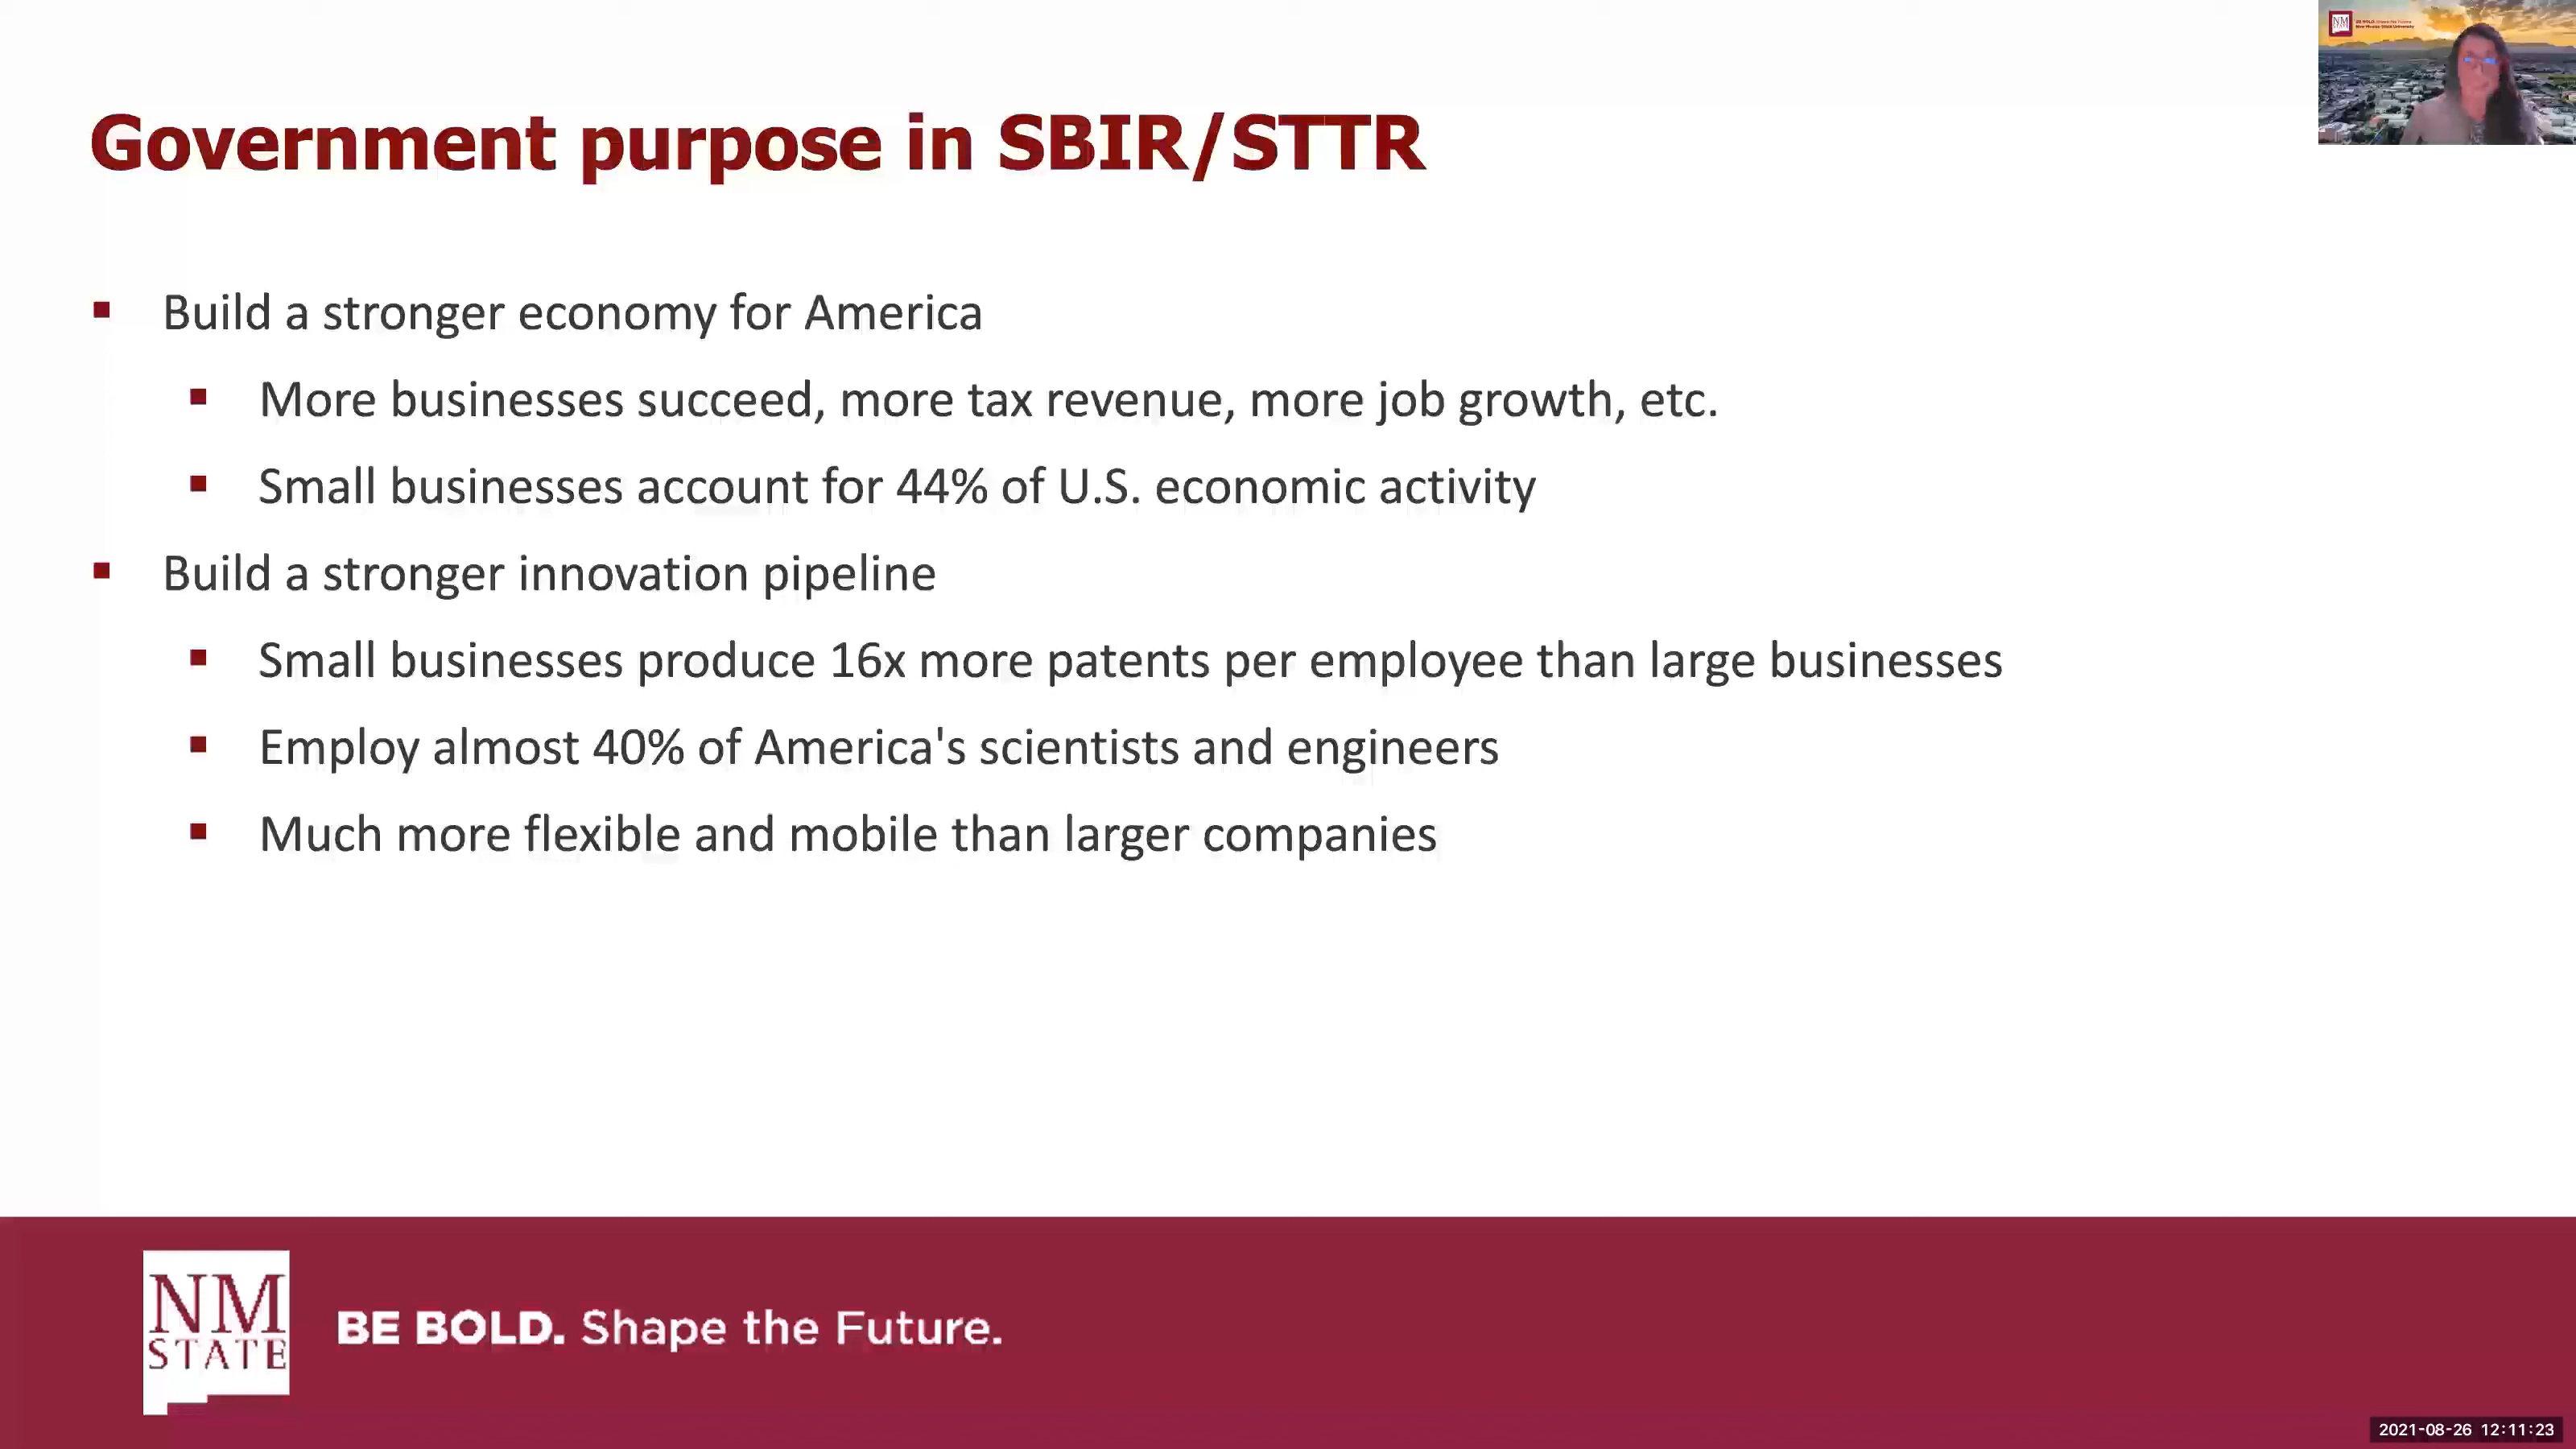 Government purpose in SBIR/STTR
Build a stronger economy for America
More businesses succeed, more tax revenue, more job growth, etc.
Small businesses account for 44% of U.S. economic activity
Build a stronger innovation pipeline
Small businesses produce 16x more patents per employee than large businesses
Employ almost 40% of America's scientists and engineers
Much more flexible and mobile than larger companies
NM
STATE
BE BOLD. Shape the Future.
2021-08-26 12:11:23